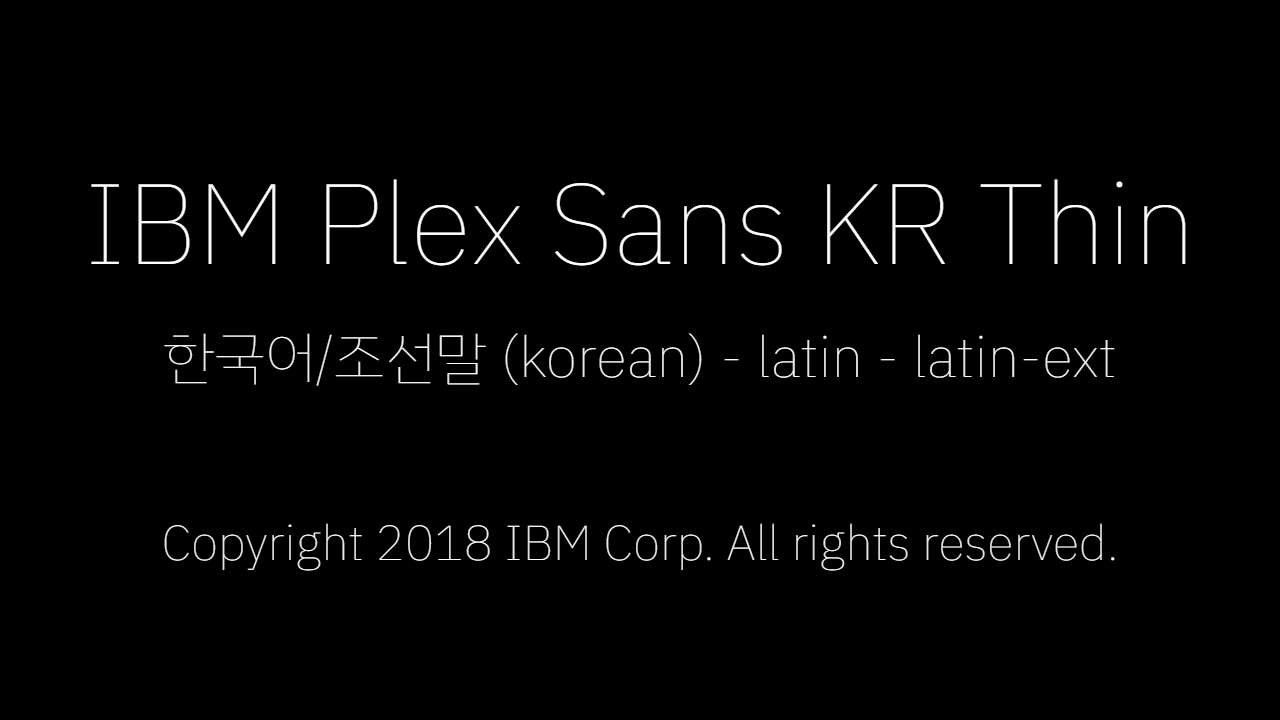 IBM Plex Sans KR Thin
한국어/조선말 (korean) - latin - latin-ext
Copyright 2018 IBM Corp. All rights reserved.